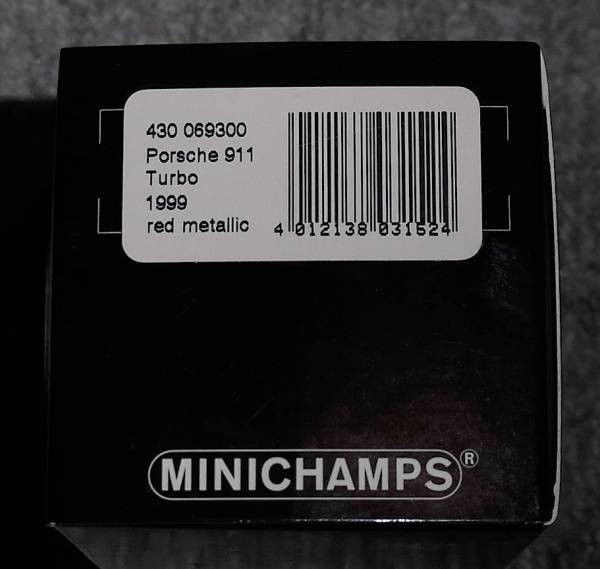 430 069300
Porsche 911
Turbo
1999
red metallic
4 012138 031524
MINICHAMPS®